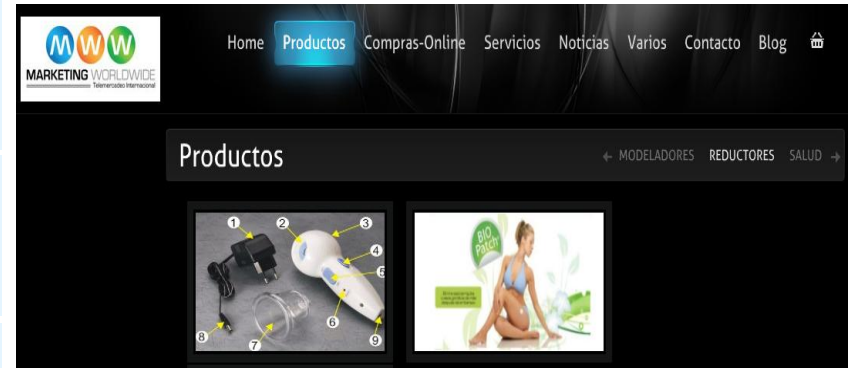 MWW
MARKETING WORLDWIDE
Telemercadeo Internacional
Home Productos Compras-Online Servicios Noticias Varios Contacto Blog
Productos
← MODELADORES REDUCTORES SALUD →
1
2
3
4
5
6
7
8
9
BIO
Patch